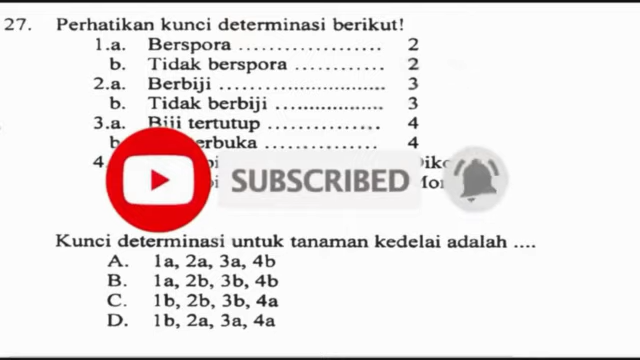 27. Perhatikan kunci determinasi berikut!
1.a. Berspora .................. 2
b. Tidak berspora ............ 2
2.a. Berbiji ....................... 3
b. Tidak berbiji ............... 3
3.a. Biji tertutup .............. 4
b .............. 4
4
SUBSCRIBED
Kunci determinasi untuk tanaman kedelai adalah ....
A. 1a, 2a, 3a, 4b
B. 1a, 2b, 3b, 4b
C. 1b, 2b, 3b, 4a
D. 1b, 2a, 3a, 4a